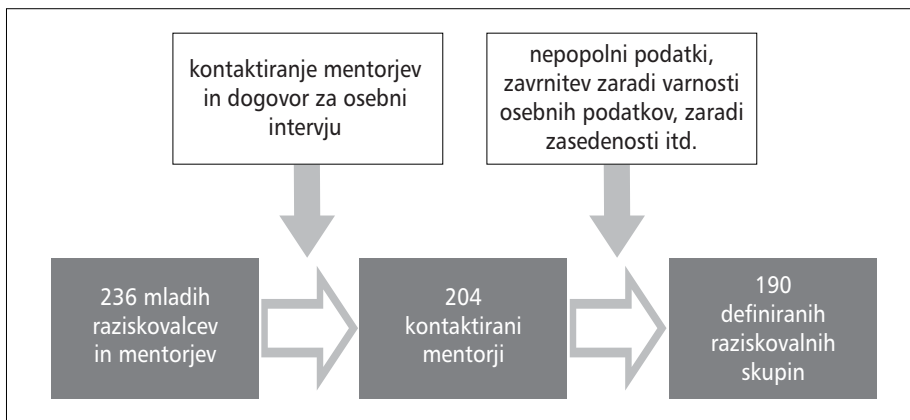 kontaktiranje mentorjev
in dogovor za osebni
intervju
nepopolni podatki,
zavrnitev zaradi varnosti
osebnih podatkov, zaradi
zasedenosti itd.
236 mladih
raziskovalcev
in mentorjev
204
kontaktirani
mentorji
190
definiranih
raziskovalnih
skupin